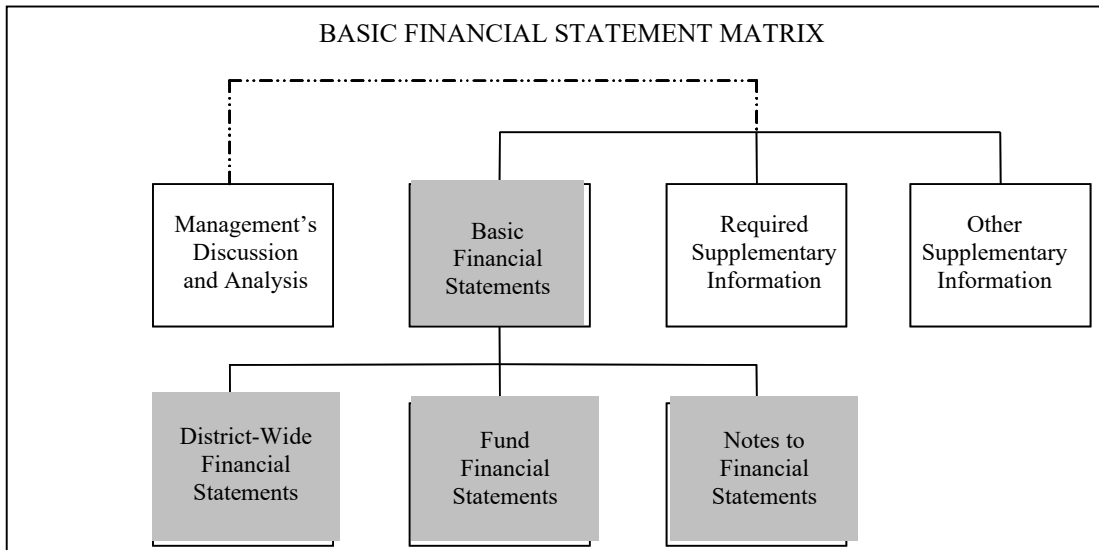 BASIC FINANCIAL STATEMENT MATRIX
Management’s
Discussion
and Analysis
Basic
Financial
Statements
Required
Supplementary
Information
Other
Supplementary
Information
District-Wide
Financial
Statements
Fund
Financial
Statements
Notes to
Financial
Statements